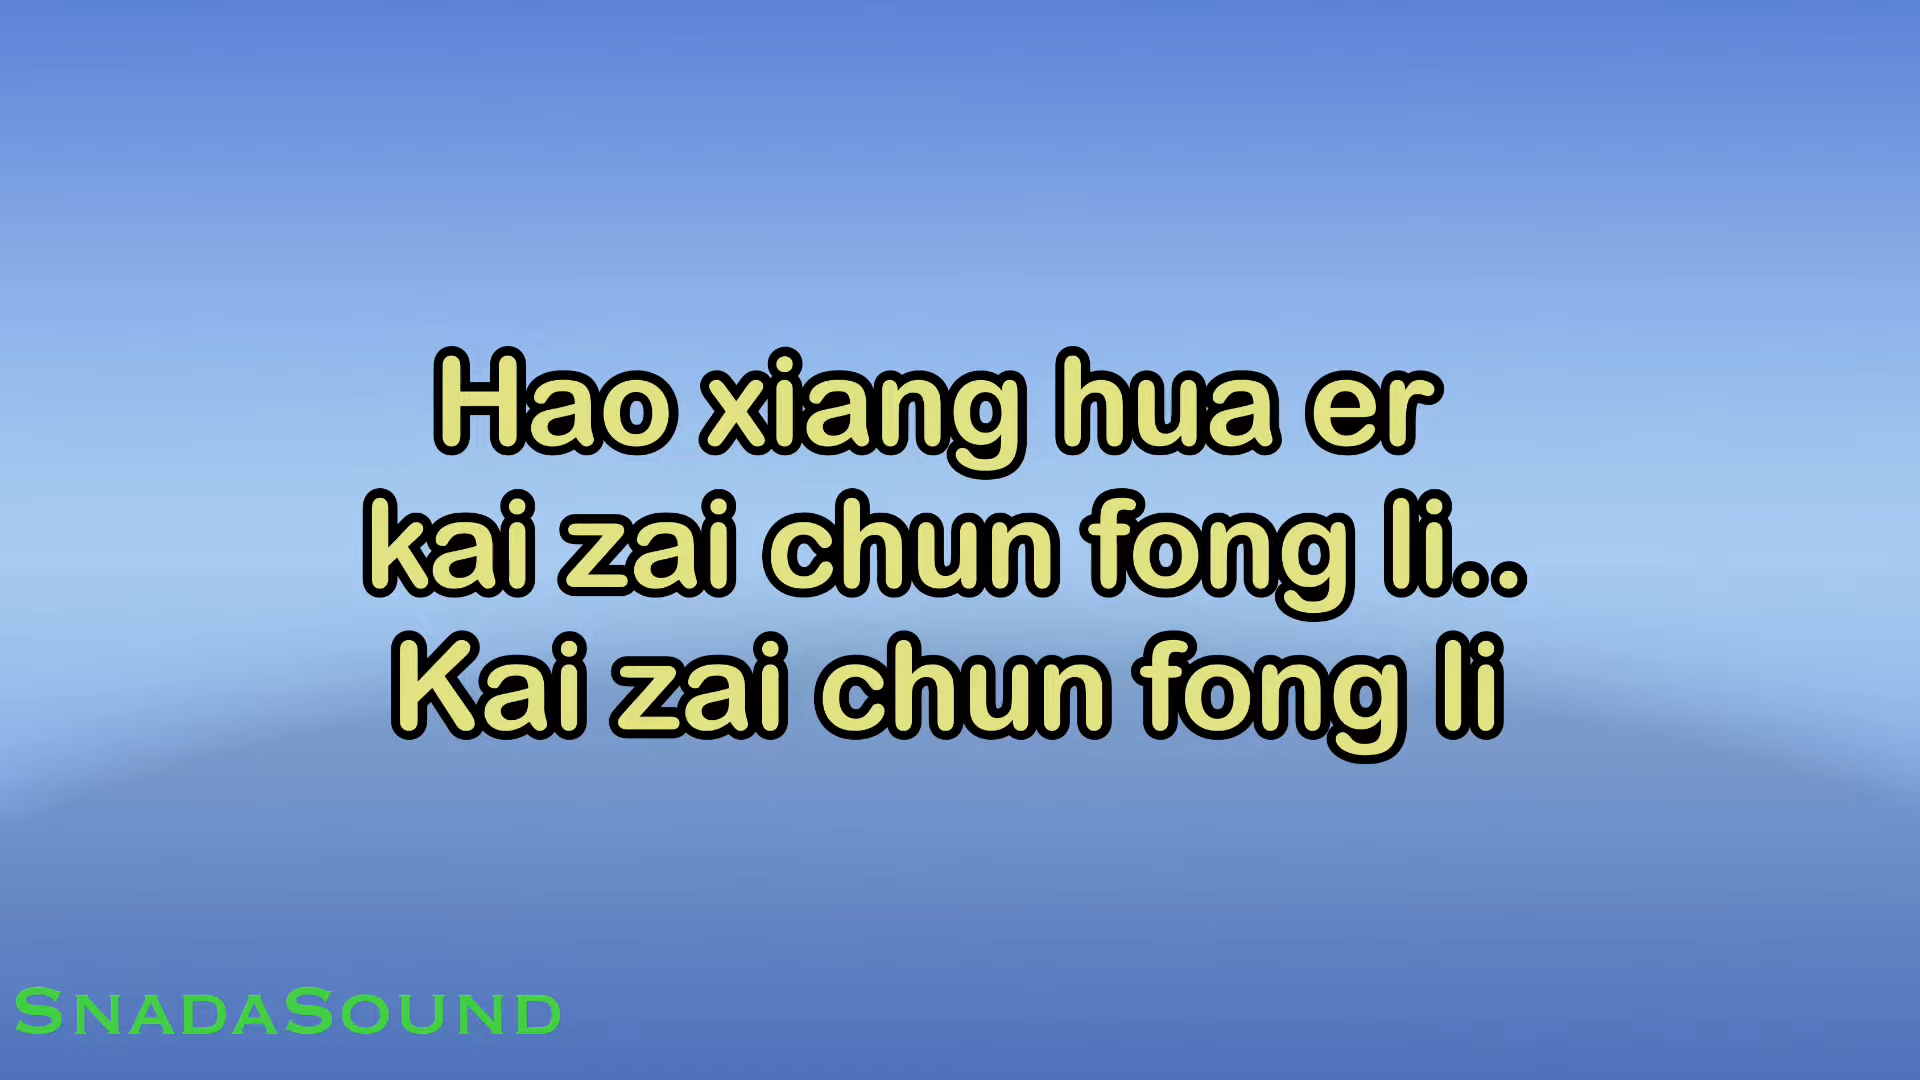 Hao xiang hua er
kai zai chun fong li..
Kai zai chun fong li
SnadaSound